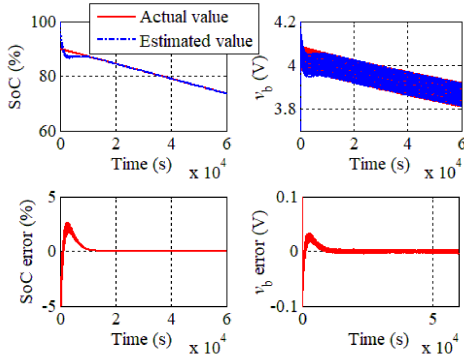 Actual value
Estimated value
100
80
60
SoC (%)
0 2 4 6
Time (s)
x 10^4
4.2
4
3.8
v_b (V)
0 2 4 6
Time (s)
x 10^4
5
0
-5
SoC error (%)
0 2 4 6
Time (s)
x 10^4
0.1
0
-0.1
v_b error (V)
0 5
Time (s)
x 10^4